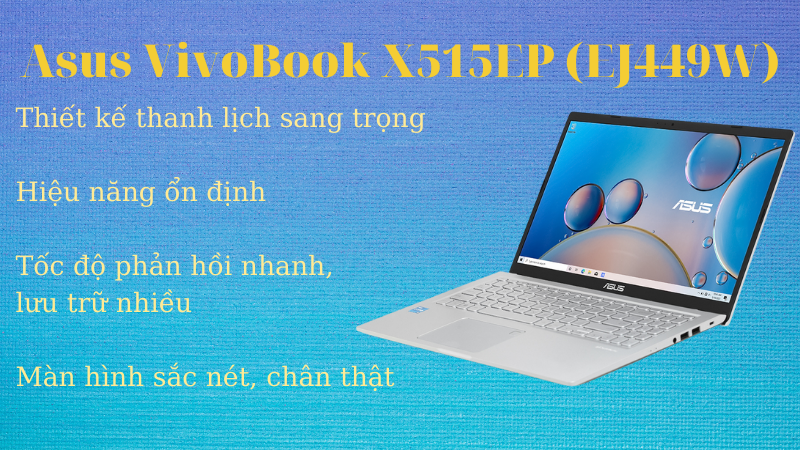 Asus VivoBook X515EP (EJ449W)
Thiết kế thanh lịch sang trọng
Hiệu năng ổn định
Tốc độ phản hồi nhanh,
lưu trữ nhiều
Màn hình sắc nét, chân thật
ASUS
ASUS